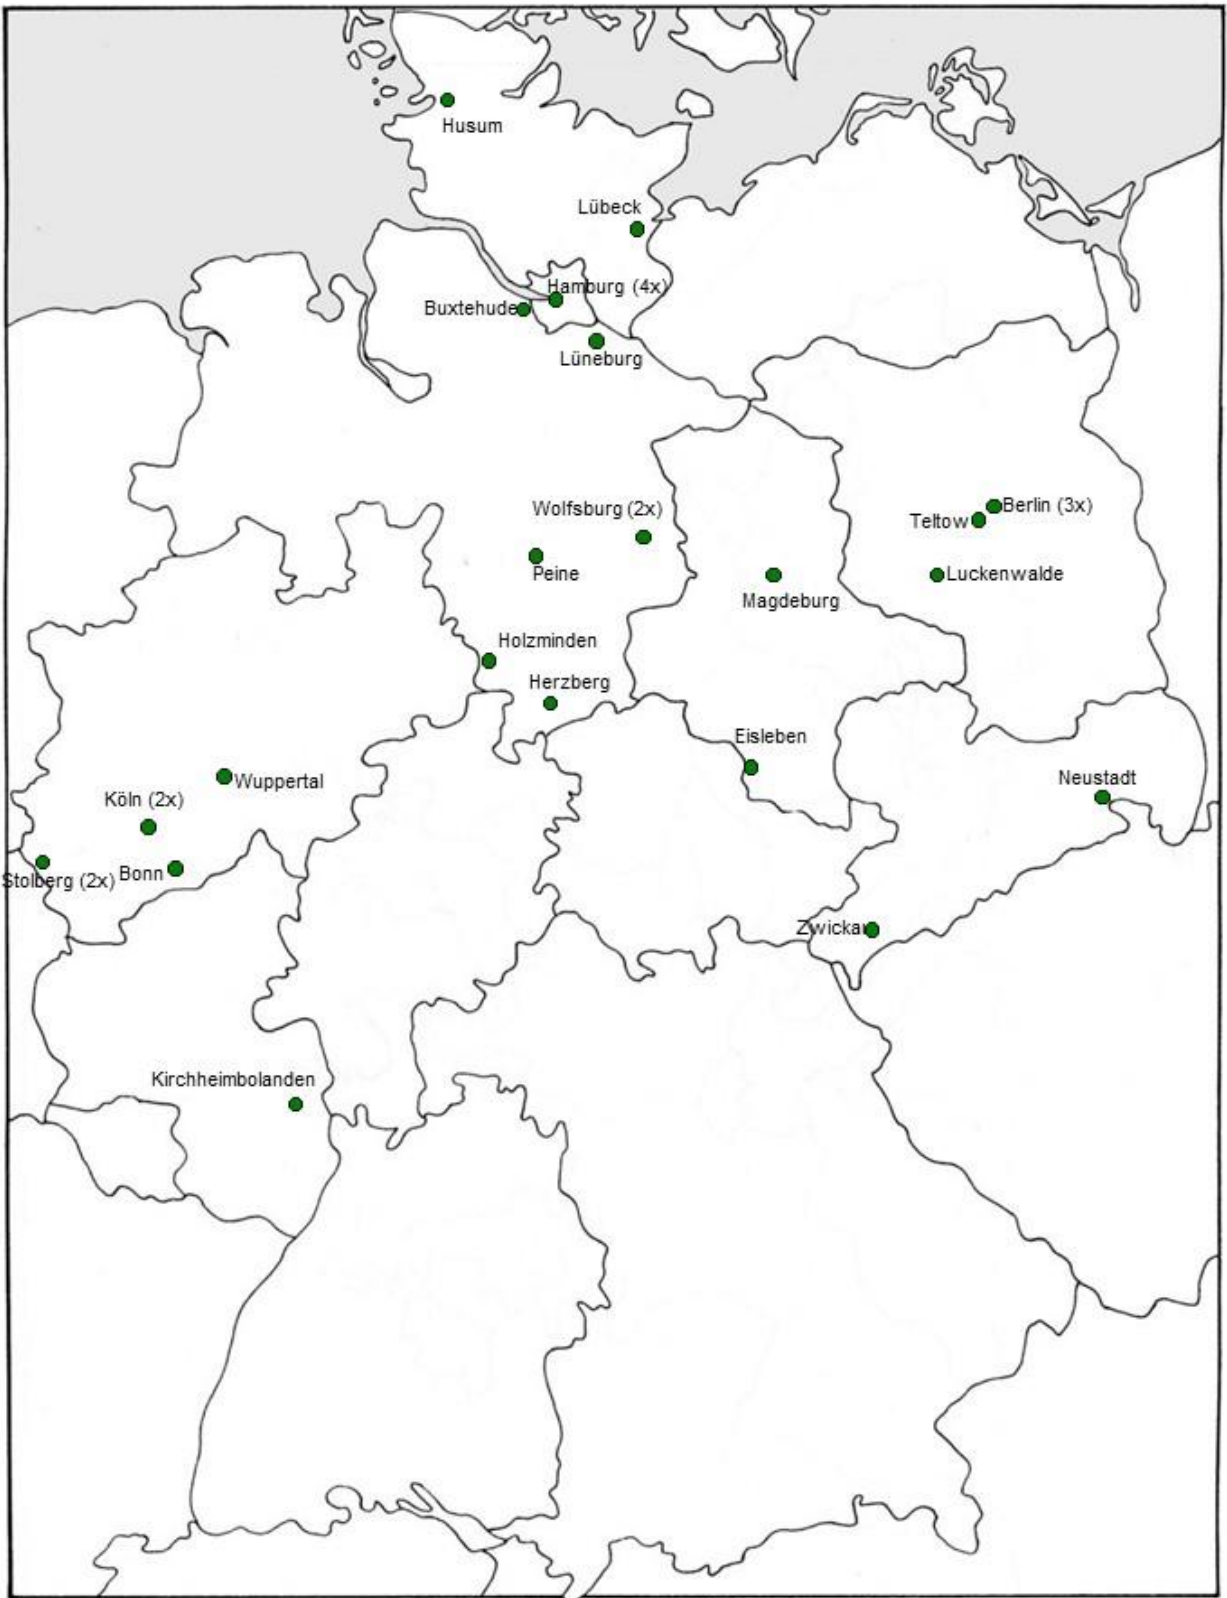 Husum
Lübeck
Hamburg (4x)
Buxtehude
Lüneburg
Wolfsburg (2x)
Berlin (3x)
Teltow
Peine
Luckenwalde
Magdeburg
Holzminden
Herzberg
Eisleben
Neustadt
Wuppertal
Köln (2x)
Bonn
Stolberg (2x)
Zwickau
Kirchheimbolanden